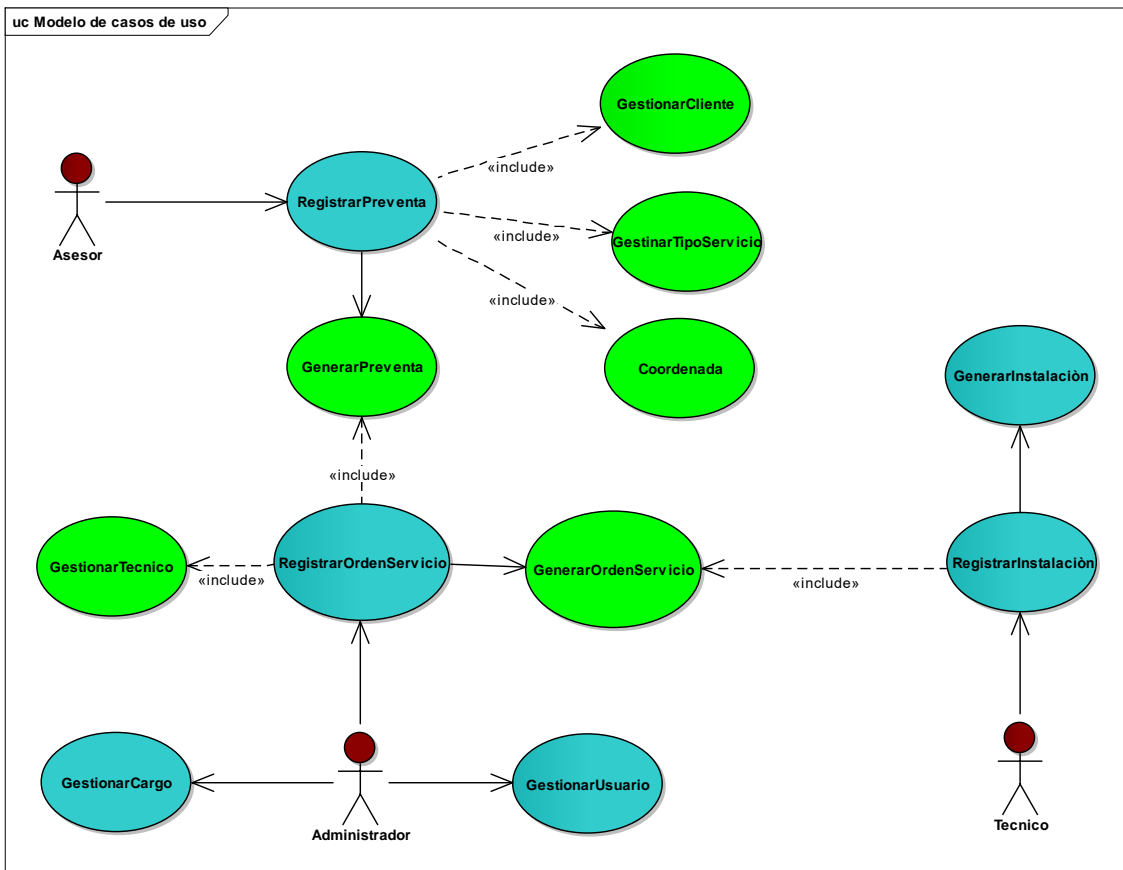 uc Modelo de casos de uso
GestionarCliente
«include»
RegistrarPreventa
Asesor
«include»
GestinarTipoServicio
«include»
GenerarPreventa
Coordenada
GenerarInstalaciòn
«include»
GestionarTecnico
«include»
RegistrarOrdenServicio
GenerarOrdenServicio
«include»
RegistrarInstalaciòn
GestionarCargo
Administrador
GestionarUsuario
Tecnico